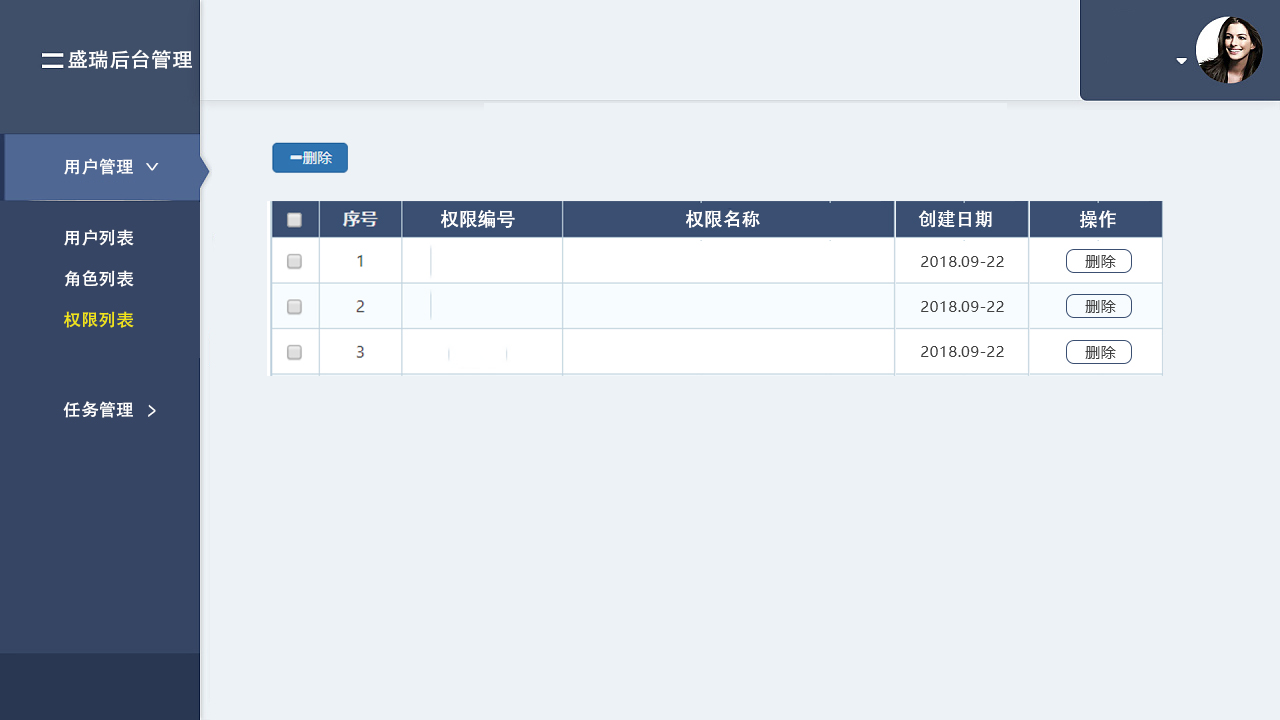 盛瑞后台管理
用户管理
用户列表
角色列表
权限列表
任务管理
删除
序号 权限编号 权限名称 创建日期 操作
1 2018.09-22 删除
2 2018.09-22 删除
3 2018.09-22 删除